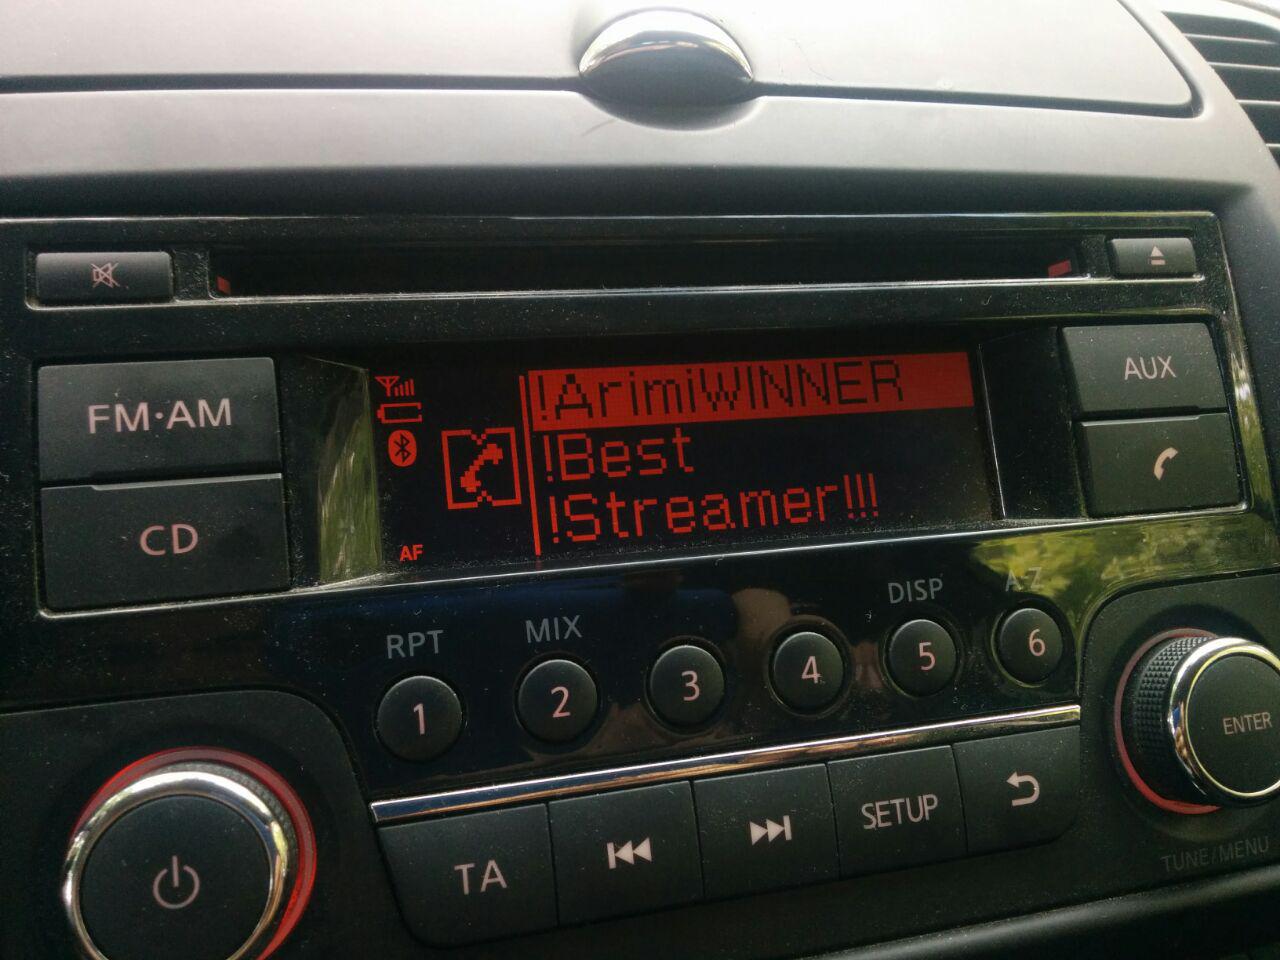 !ArimiWINNER
!Best
!Streamer!!!
AF
FM·AM
CD
AUX
RPT
MIX
DISP
A-Z
1
2
3
4
5
6
ENTER
TA
SETUP
TUNE/MENU